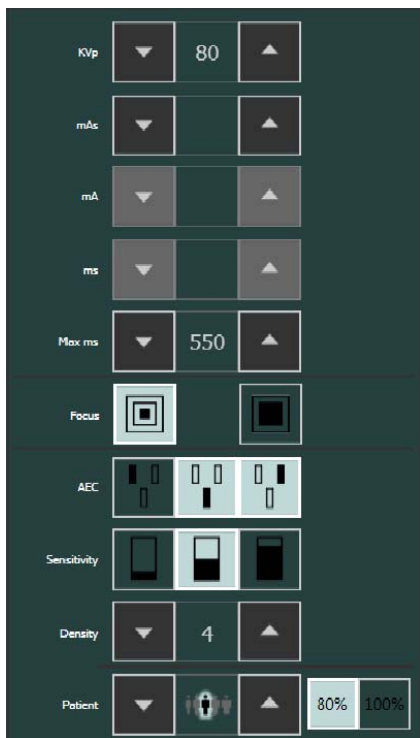 KVp 80
mAs
mA
ms
Max ms 550
Focus
AEC
Sensitivity
Density 4
Patient 80% 100%